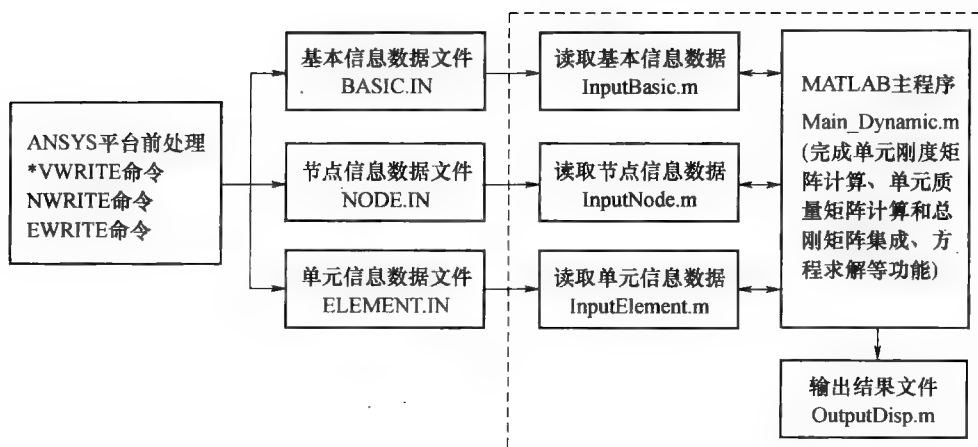 ANSYS平台前处理
*VWRITE命令
NWRITE命令
EWRITE命令
基本信息数据文件
BASIC.IN
节点信息数据文件
NODE.IN
单元信息数据文件
ELEMENT.IN
读取基本信息数据
InputBasic.m
读取节点信息数据
InputNode.m
读取单元信息数据
InputElement.m
MATLAB主程序
Main_Dynamic.m
(完成单元刚度矩
阵计算、单元质
量矩阵计算和总
刚矩阵集成、方
程求解等功能)
输出结果文件
OutputDisp.m